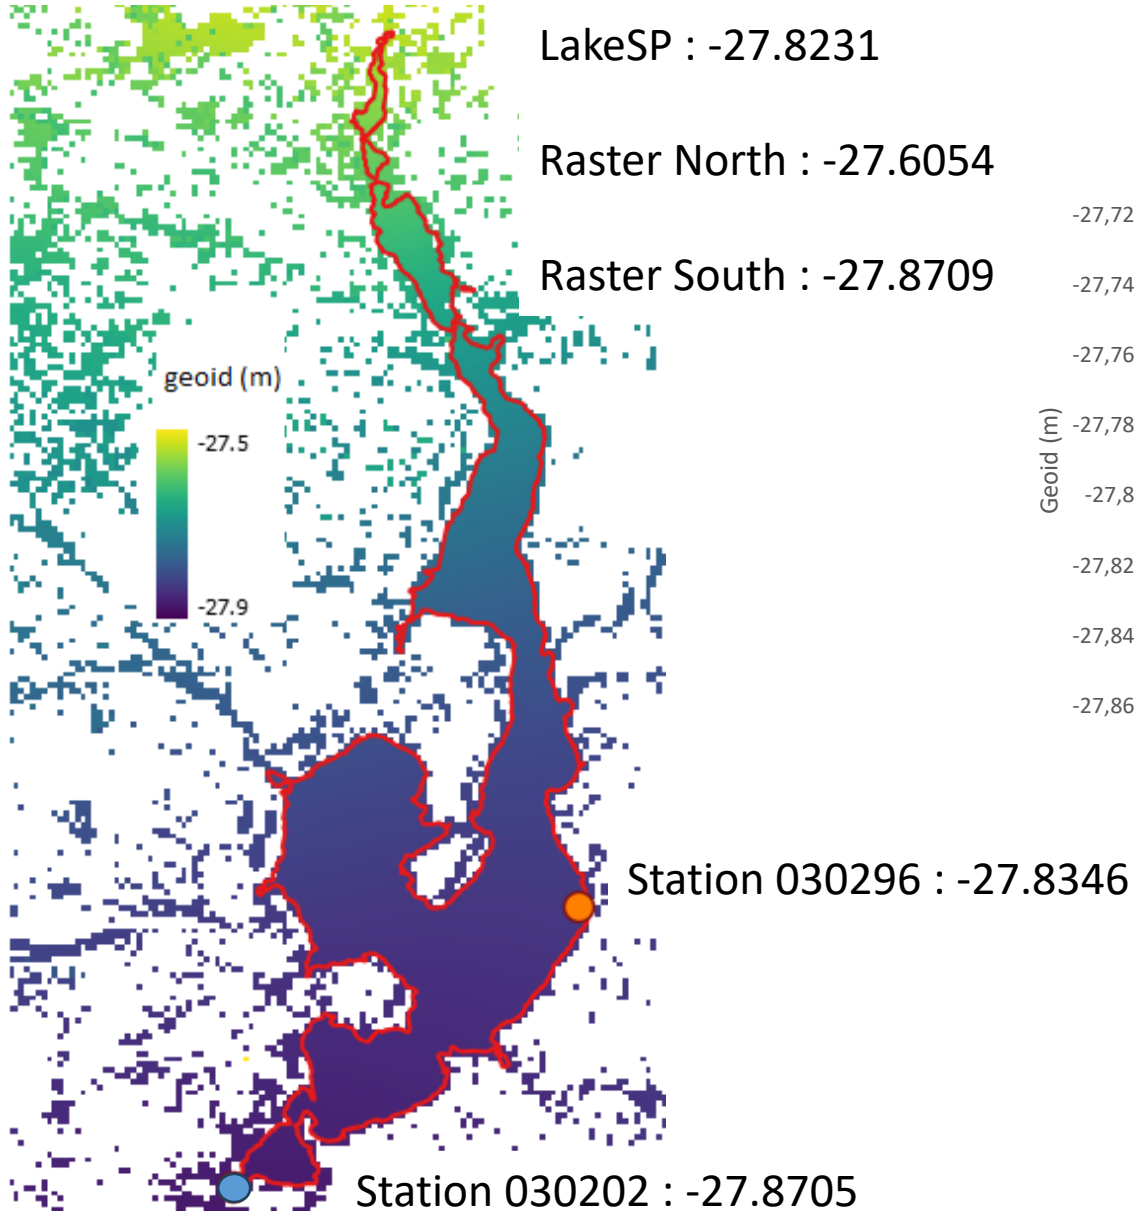 LakeSP : -27.8231
Raster North : -27.6054
Raster South : -27.8709
-27,72
-27,74
-27,76
-27,78
-27,8
-27,82
-27,84
-27,86
Geoid (m)
geoid (m)
-27.5
-27.9
Station 030296 : -27.8346
Station 030202 : -27.8705